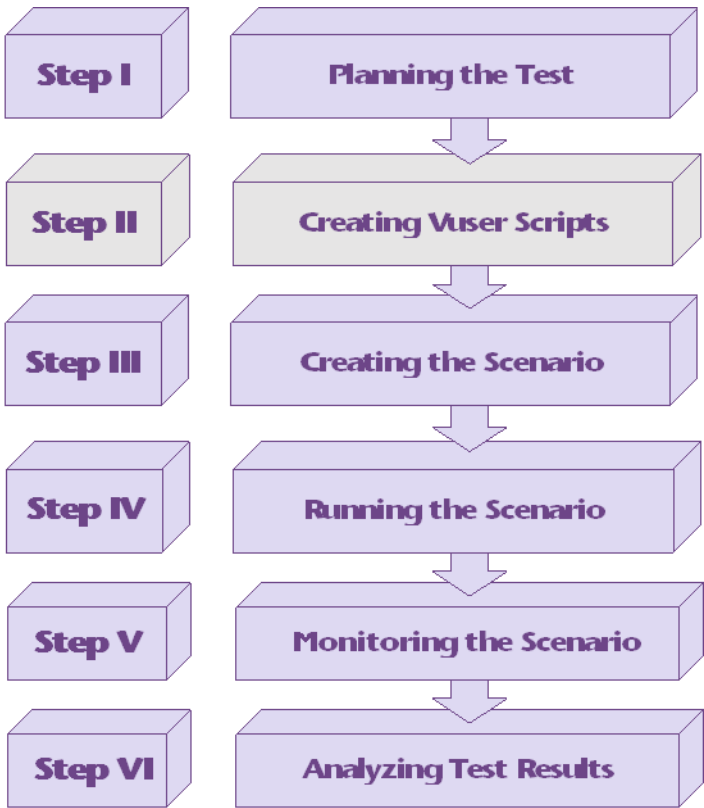 Step I
Planning the Test
Step II
Creating Vuser Scripts
Step III
Creating the Scenario
Step IV
Running the Scenario
Step V
Monitoring the Scenario
Step VI
Analyzing Test Results